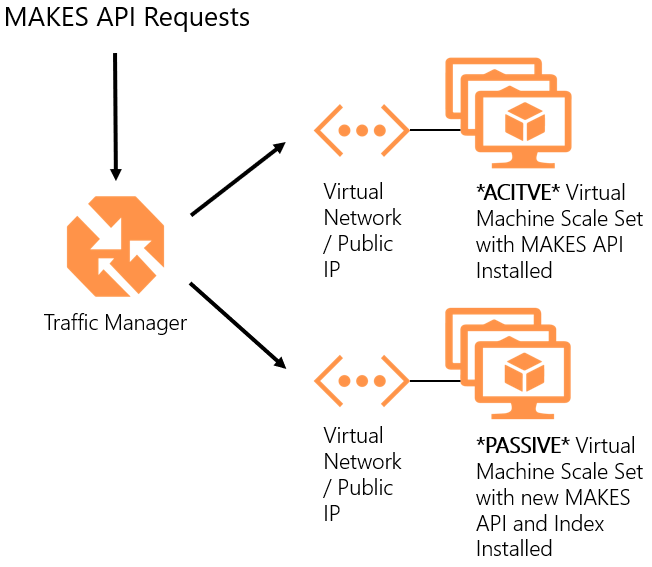 MAKES API Requests
Traffic Manager
Virtual
Network
/ Public
IP
*ACITVE* Virtual
Machine Scale Set
with MAKES API
Installed
Virtual
Network
/ Public
IP
*PASSIVE* Virtual
Machine Scale Set
with new MAKES
API and Index
Installed